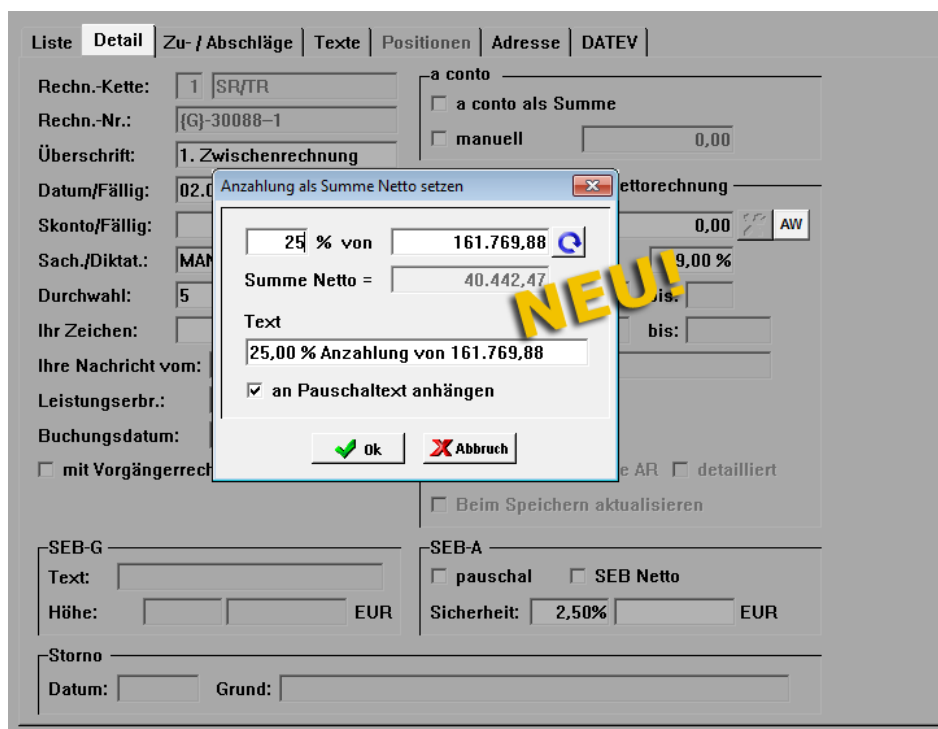 Liste Detail Zu- / Abschläge Texte Positionen Adresse DATEV
Rechn.-Kette: 1 SR/TR
Rechn.-Nr.: {G}-30088–1
Überschrift: 1. Zwischenrechnung
Datum/Fällig: 02.0
Skonto/Fällig:
Sach./Diktat.: MAN
Durchwahl: 5
Ihr Zeichen:
Ihre Nachricht vom:
Leistungserbr.:
Buchungsdatum:
mit Vorgängerrech
a conto
a conto als Summe
manuell 0,00
ettorechnung
0,00 AW
9,00 %
bis:
bis:
e AR detailliert
Beim Speichern aktualisieren
Anzahlung als Summe Netto setzen
25 % von 161.769,88
Summe Netto = 40.442,47
NEU!
Text
25,00 % Anzahlung von 161.769,88
an Pauschaltext anhängen
Ok Abbruch
SEB-G
Text:
Höhe: EUR
SEB-A
pauschal SEB Netto
Sicherheit: 2,50% EUR
Storno
Datum: Grund: